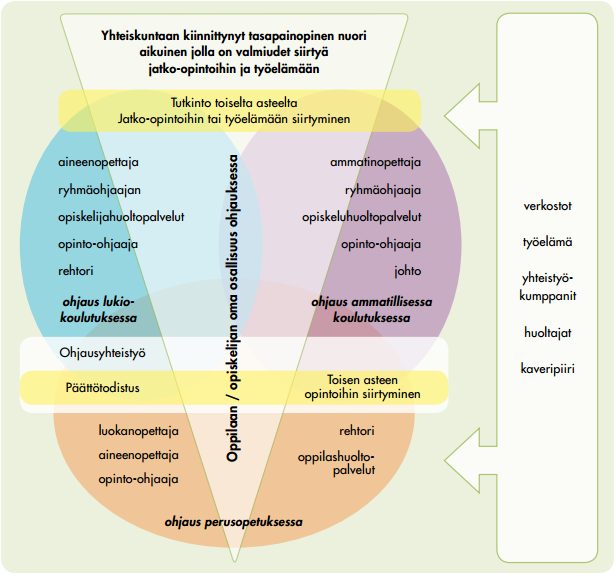 Yhteiskuntaan kiinnittynyt tasapainopinen nuori
aikuinen jolla on valmiudet siirtyä
jatko-opintoihin ja työelämään
Tutkinto toiselta asteelta
Jatko-opintoihin tai työelämään siirtyminen
aineenopettaja
ryhmäohjaajan
opiskelijahuoltopalvelut
opinto-ohjaaja
rehtori
ohjaus lukio-
koulutuksessa
Oppilaan / opiskelijan oma osallisuus ohjauksessa
ammatinopettaja
ryhmäohjaaja
opiskeluhuoltopalvelut
opinto-ohjaaja
johto
ohjaus ammatillisessa
koulutuksessa
Ohjausyhteistyö
Päättötodistus
Toisen asteen
opintoihin siirtyminen
luokanopettaja
aineenopettaja
opinto-ohjaaja
rehtori
oppilashuolto-
palvelut
ohjaus perusopetuksessa
verkostot
työelämä
yhteistyö-
kumppanit
huoltajat
kaveripiiri